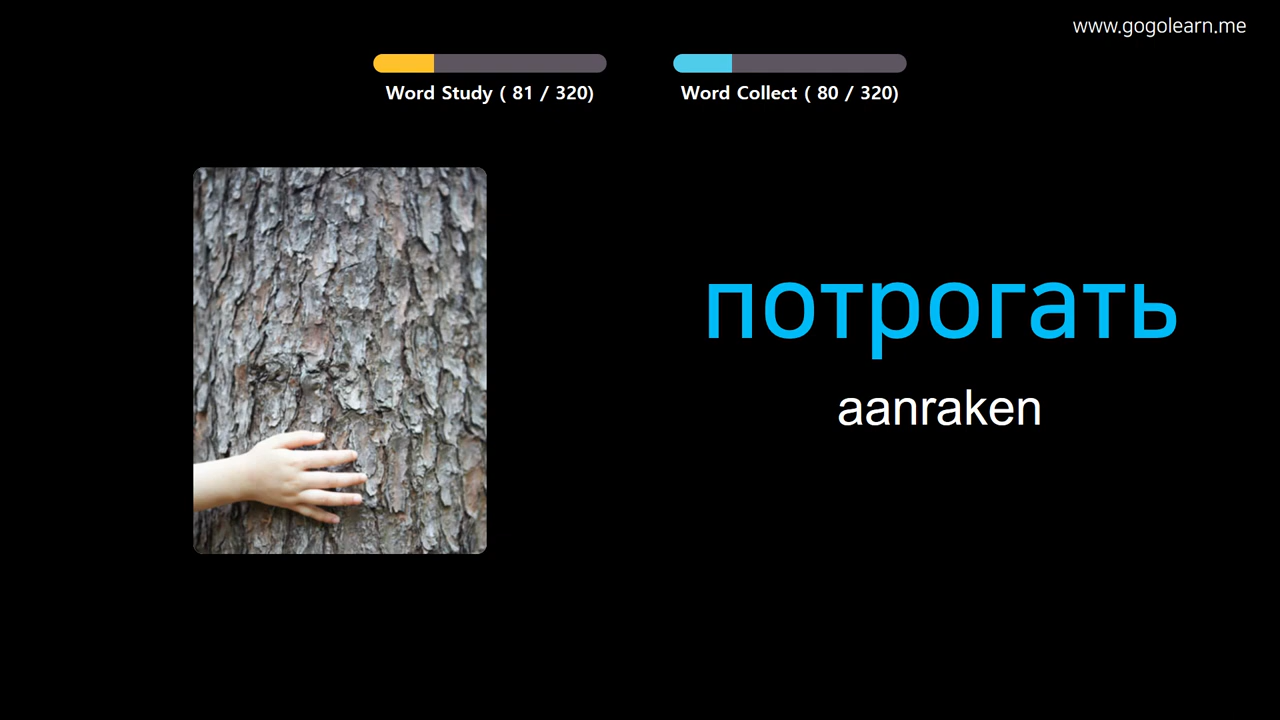 www.gogolearn.me
Word Study ( 81 / 320)
Word Collect ( 80 / 320)
потрогать
aanraken